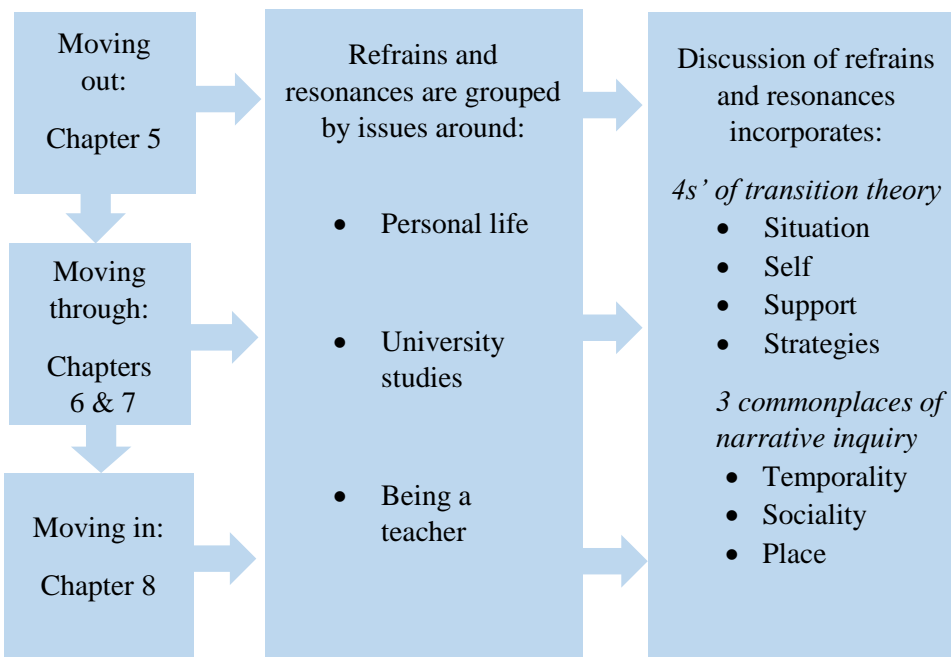 Moving
out:
Chapter 5
Moving
through:
Chapters
6 & 7
Moving in:
Chapter 8
Refrains and
resonances are grouped
by issues around:
• Personal life
• University
studies
• Being a
teacher
Discussion of refrains
and resonances
incorporates:
4s’ of transition theory
• Situation
• Self
• Support
• Strategies
3 commonplaces of
narrative inquiry
• Temporality
• Sociality
• Place